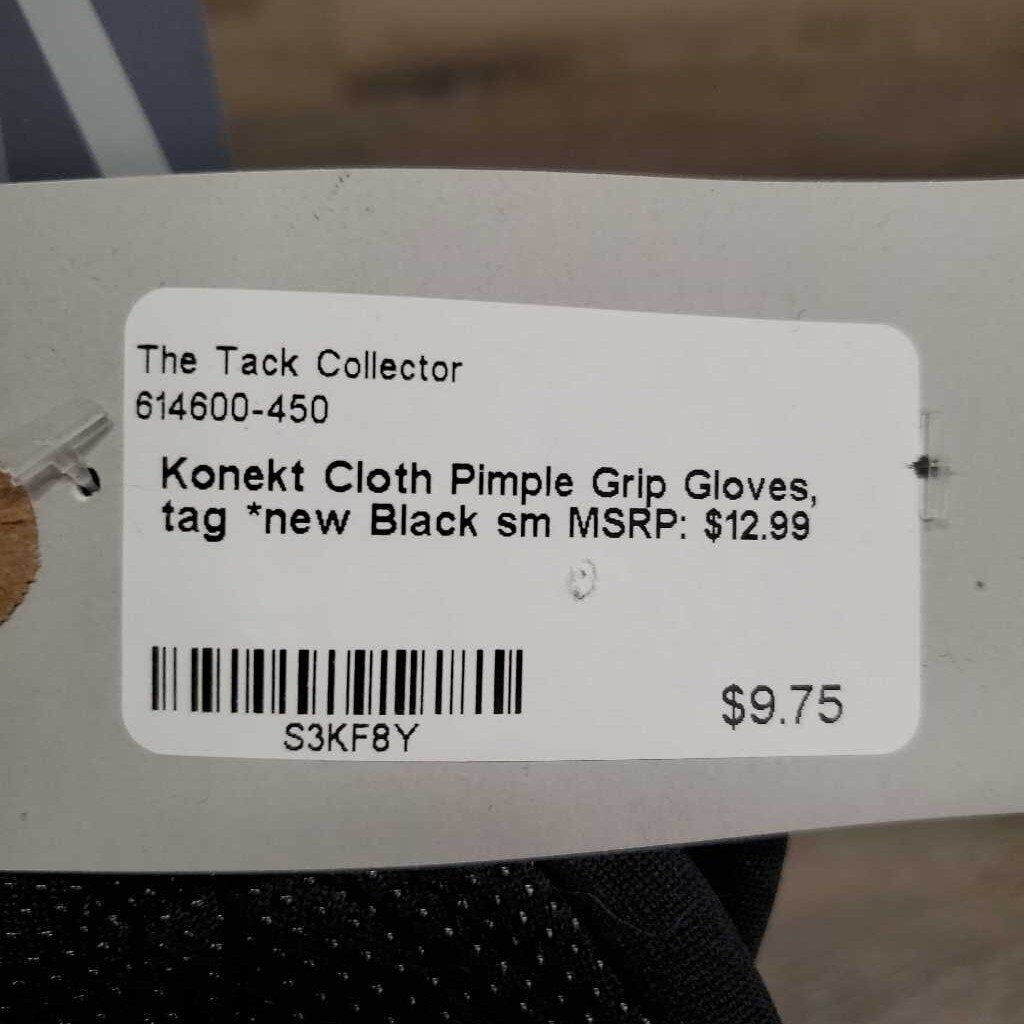 The Tack Collector
614600-450
Konekt Cloth Pimple Grip Gloves,
tag *new Black sm MSRP: $12.99
S3KF8Y
$9.75